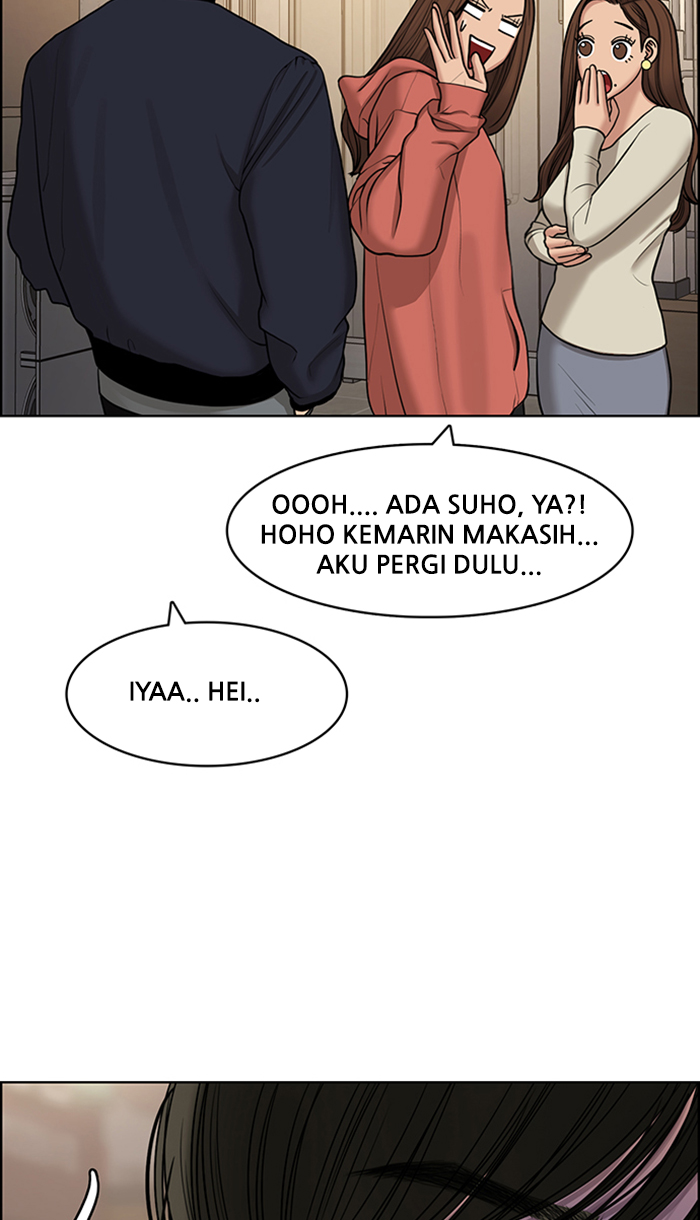 OOOH.... ADA SUHO, YA?!
HOHO KEMARIN MAKASIH...
AKU PERGI DULU...
IYAA.. HEI..